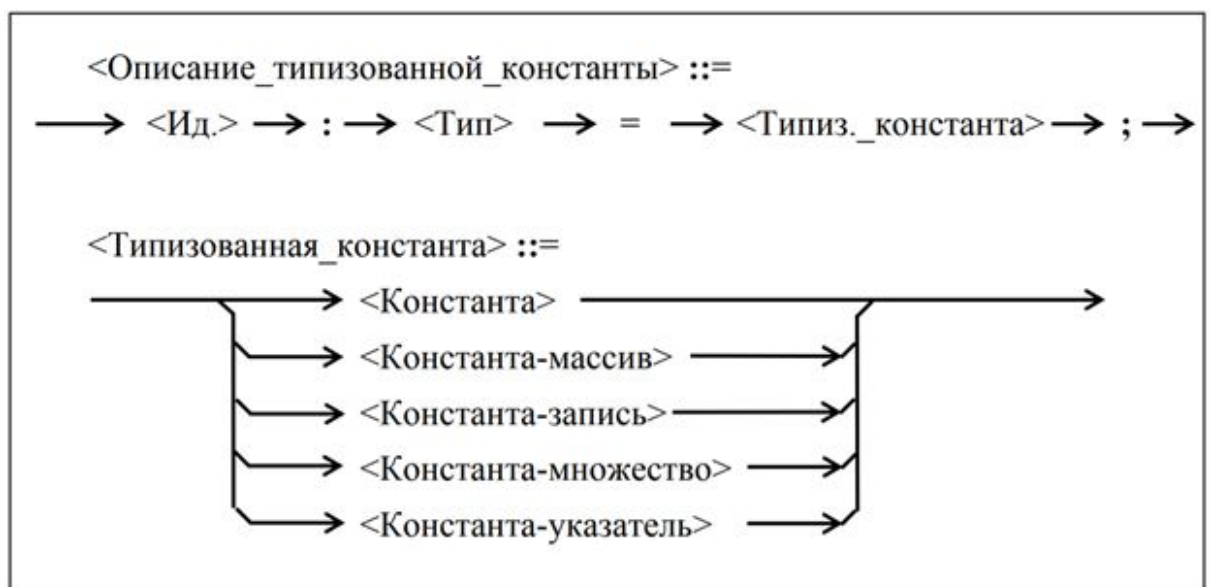 <Описание_типизованной_константы> ::=
<Ид.> : <Тип> = <Типиз._константа> ;
<Типизованная_константа> ::=
<Константа>
<Константа-массив>
<Константа-запись>
<Константа-множество>
<Константа-указатель>